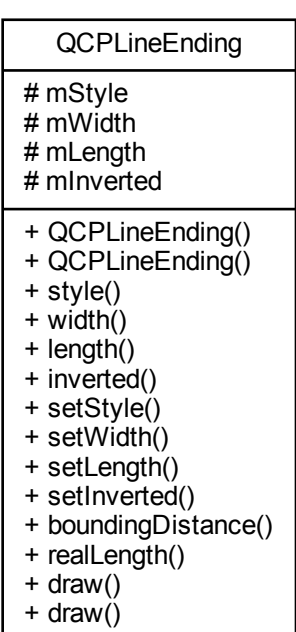 QCPLineEnding
# mStyle
# mWidth
# mLength
# mInverted
+ QCPLineEnding()
+ QCPLineEnding()
+ style()
+ width()
+ length()
+ inverted()
+ setStyle()
+ setWidth()
+ setLength()
+ setInverted()
+ boundingDistance()
+ realLength()
+ draw()
+ draw()